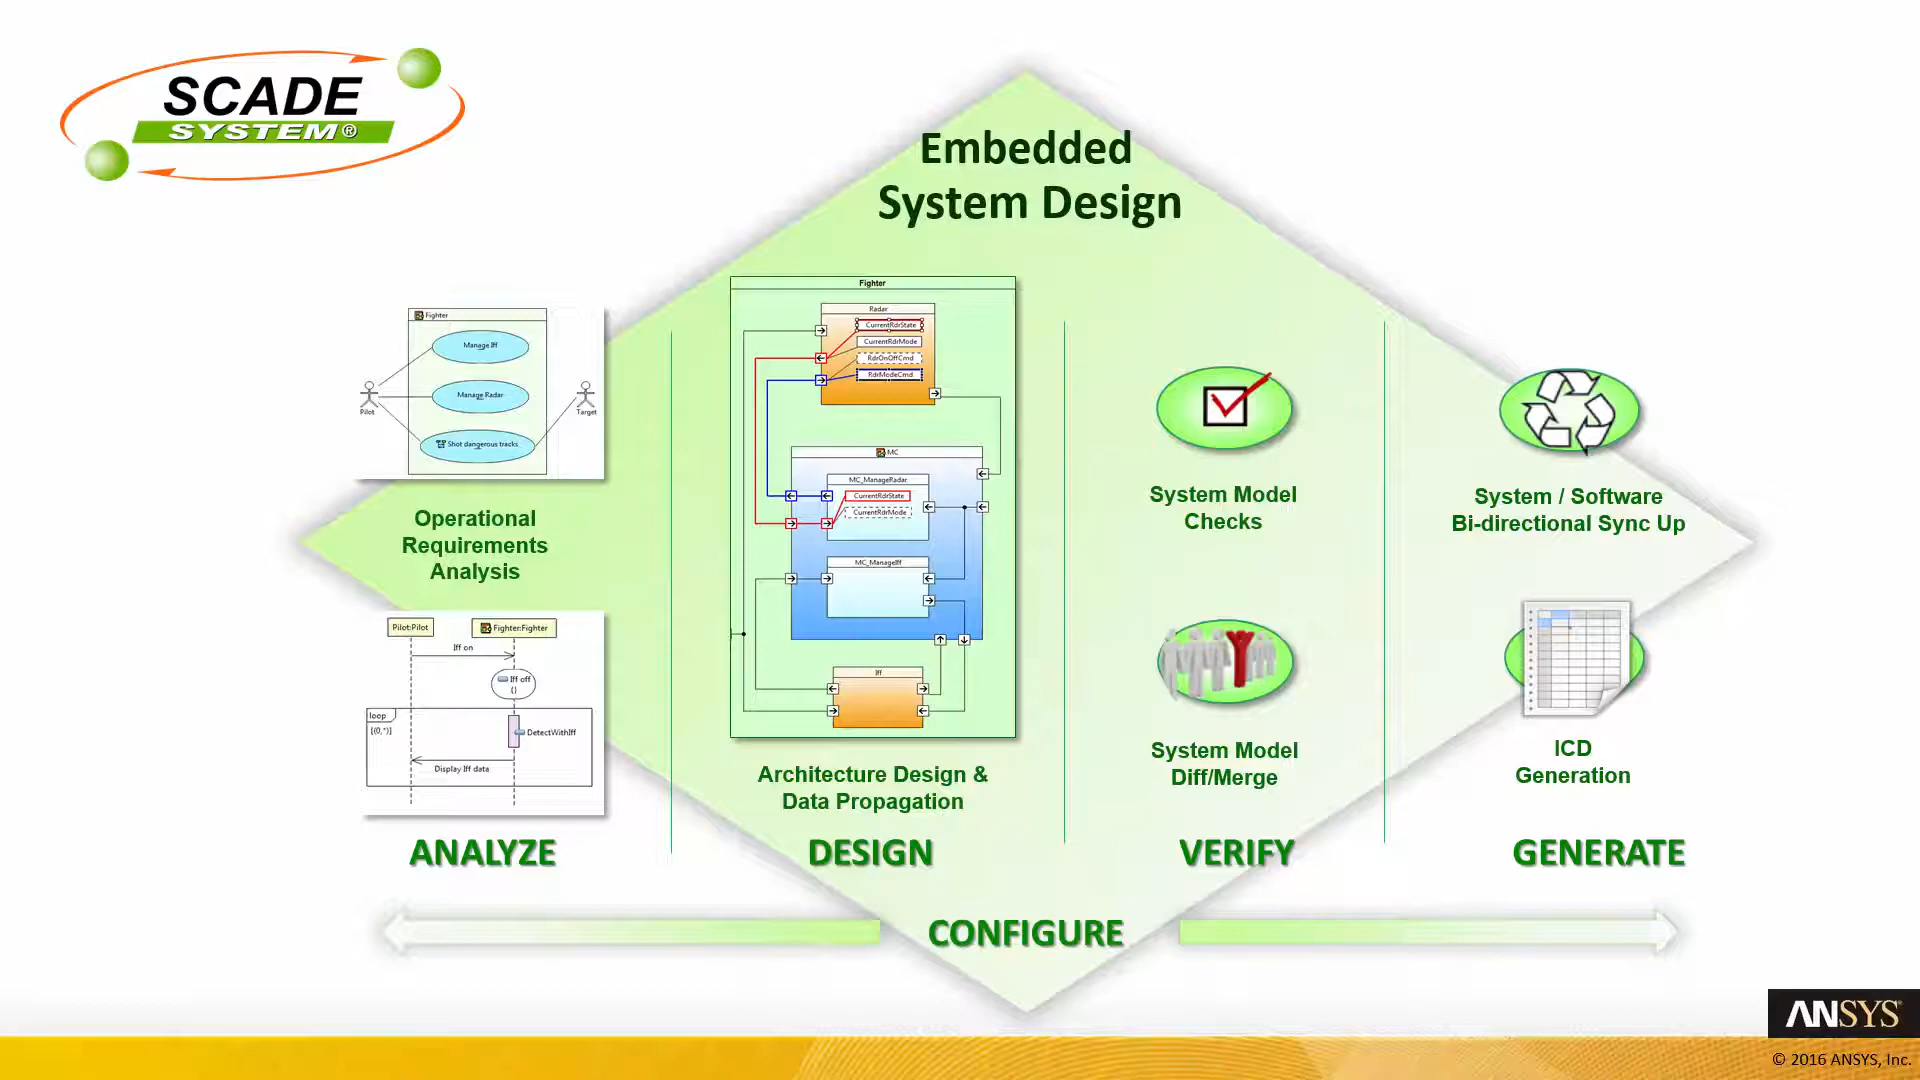 SCADE
SYSTEM®
Embedded
System Design
Fighter
Manage Iff
Manage Radar
Shot dangerous tracks
Pilot
Target
Operational
Requirements
Analysis
Pilot:Pilot
Fighter:Fighter
Iff on
Iff off
()
loop
[(0,*)]
DetectWithIff
Display Iff data
ANALYZE
Fighter
Radar
CurrentRdrState
CurrentRdrMode
RdrOnOffCmd
RdrModeCmd
MC
MC_ManageRadar
CurrentRdrState
CurrentRdrMode
MC_ManageIff
Iff
Architecture Design &
Data Propagation
DESIGN
System Model
Checks
System Model
Diff/Merge
VERIFY
System / Software
Bi-directional Sync Up
ICD
Generation
GENERATE
CONFIGURE
ANSYS
© 2016 ANSYS, Inc.